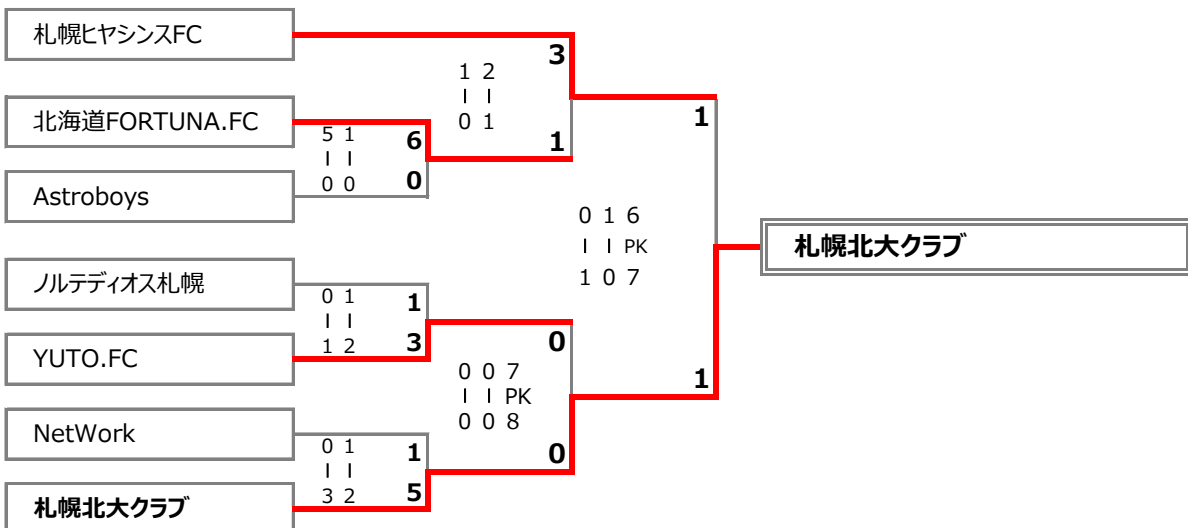 札幌ヒヤシンスFC
3
1 2
I I
0 1
北海道FORTUNA.FC
1
5 1
I I
0 0
6
0
1
Astroboys
0 1 6
I I PK
1 0 7
札幌北大クラブ
ノルテディオス札幌
0 1
I I
1 2
1
3
YUTO.FC
0
0 0 7
I I PK
0 0 8
1
NetWork
0 1
I I
3 2
1
5
0
札幌北大クラブ